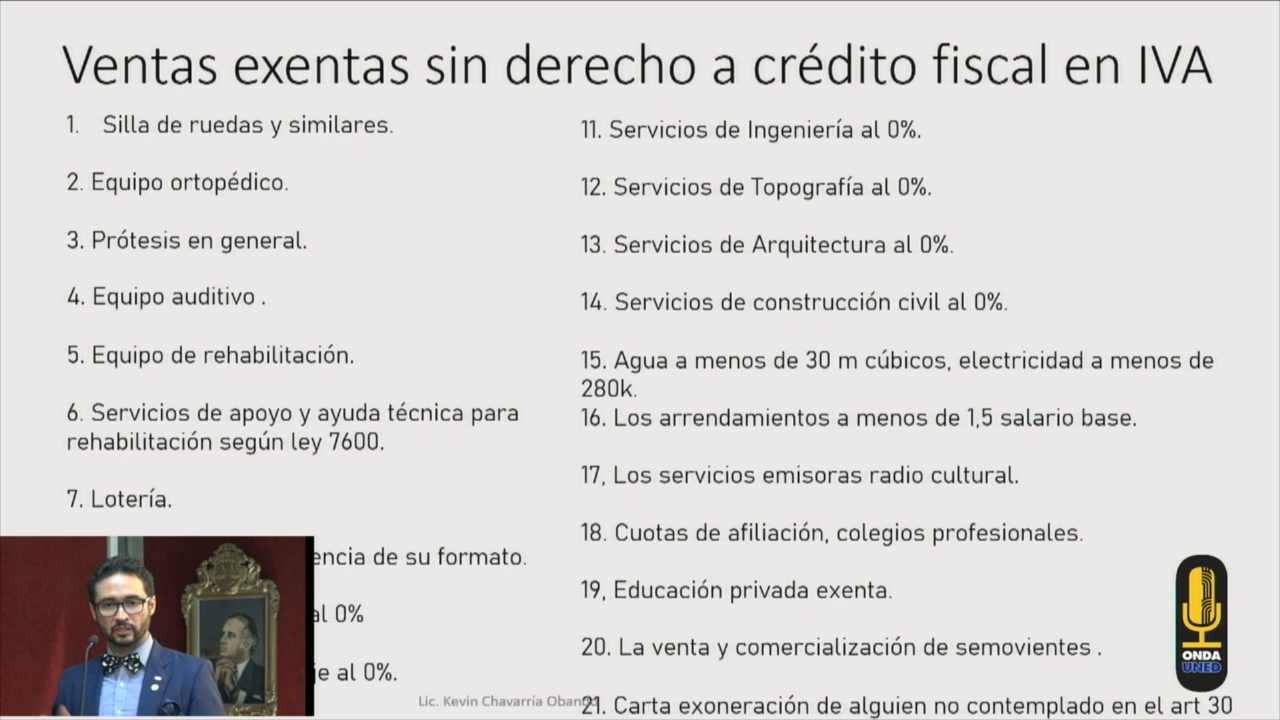 Ventas exentas sin derecho a crédito fiscal en IVA
1. Silla de ruedas y similares.
2. Equipo ortopédico.
3. Prótesis en general.
4. Equipo auditivo .
5. Equipo de rehabilitación.
6. Servicios de apoyo y ayuda técnica para
rehabilitación según ley 7600.
7. Lotería.
encia de su formato.
al 0%
je al 0%.
11. Servicios de Ingeniería al 0%.
12. Servicios de Topografía al 0%.
13. Servicios de Arquitectura al 0%.
14. Servicios de construcción civil al 0%.
15. Agua a menos de 30 m cúbicos, electricidad a menos de
280k.
16. Los arrendamientos a menos de 1,5 salario base.
17, Los servicios emisoras radio cultural.
18. Cuotas de afiliación, colegios profesionales.
19, Educación privada exenta.
20. La venta y comercialización de semovientes .
21. Carta exoneración de alguien no contemplado en el art 30
Lic. Kevin Chavarría
ONDA
UNED